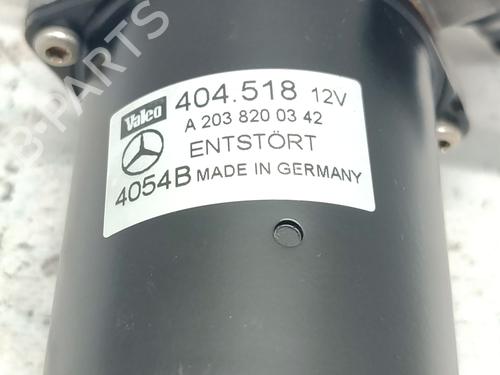 Valeo 404.518 12V
A 203 820 03 42
ENTSTÖRT
4054B MADE IN GERMANY
B-PARTS